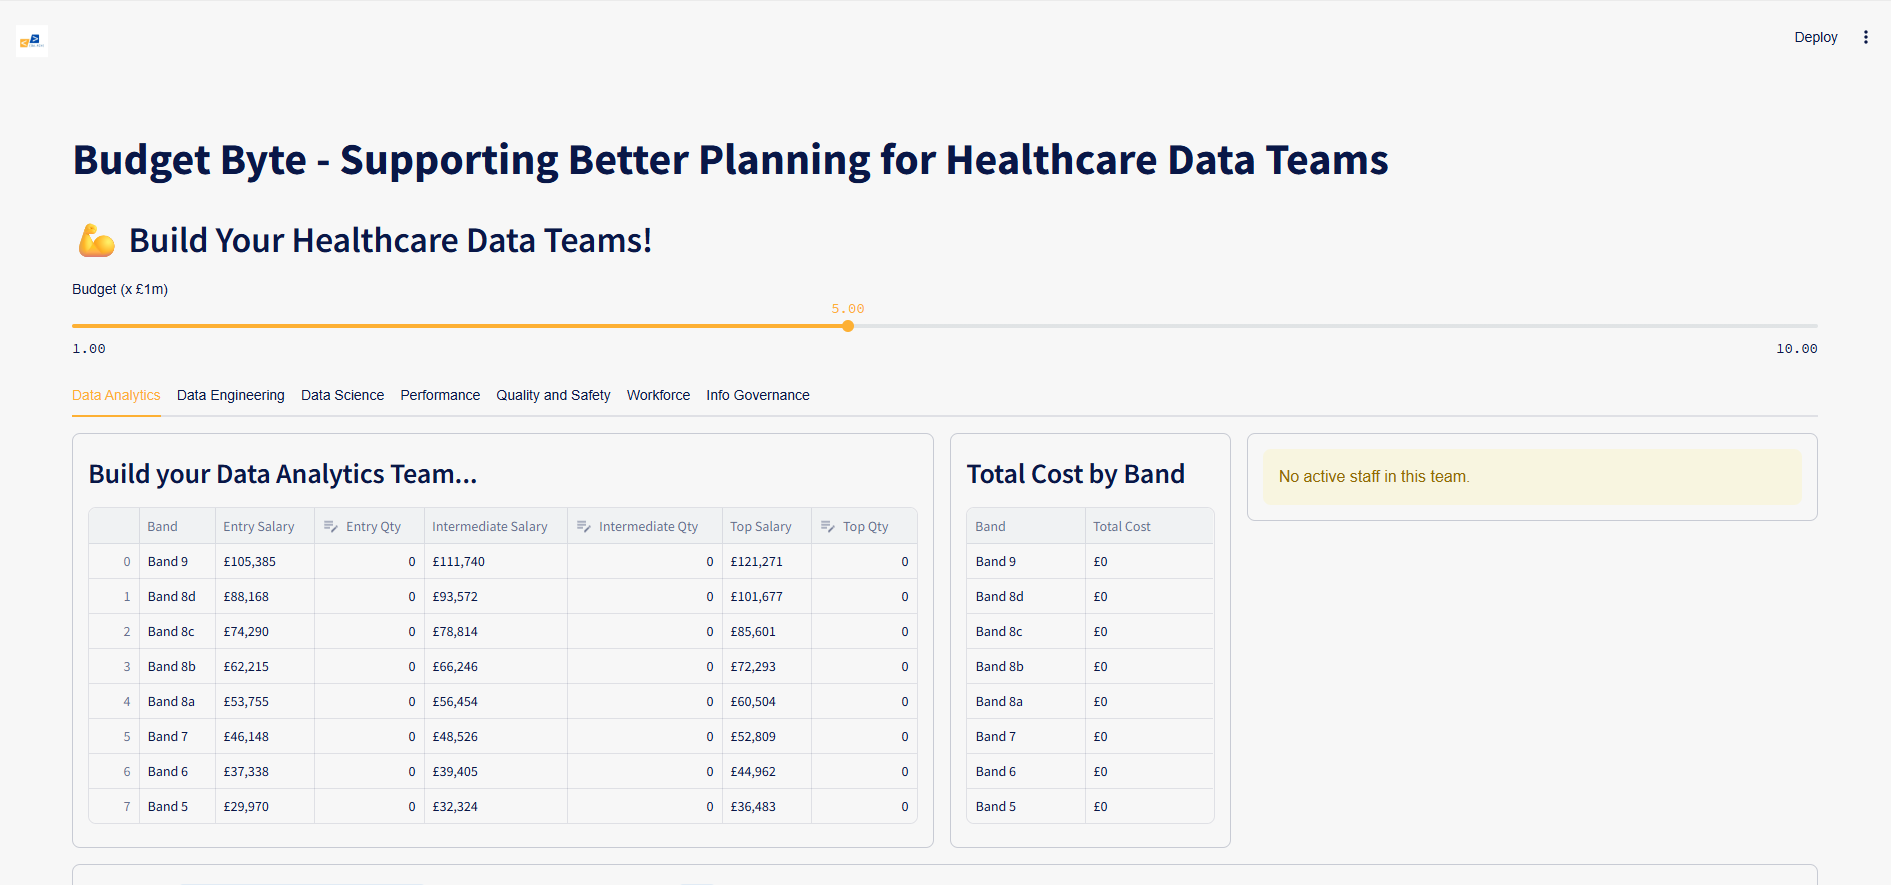 Deploy
Budget Byte - Supporting Better Planning for Healthcare Data Teams
💪 Build Your Healthcare Data Teams!
Budget (x £1m)
5.00
1.00 10.00
Data Analytics Data Engineering Data Science Performance Quality and Safety Workforce Info Governance
Build your Data Analytics Team...
Band Entry Salary Entry Qty Intermediate Salary Intermediate Qty Top Salary Top Qty
0 Band 9 £105,385 0 £111,740 0 £121,271 0
1 Band 8d £88,168 0 £93,572 0 £101,677 0
2 Band 8c £74,290 0 £78,814 0 £85,601 0
3 Band 8b £62,215 0 £66,246 0 £72,293 0
4 Band 8a £53,755 0 £56,454 0 £60,504 0
5 Band 7 £46,148 0 £48,526 0 £52,809 0
6 Band 6 £37,338 0 £39,405 0 £44,962 0
7 Band 5 £29,970 0 £32,324 0 £36,483 0
Total Cost by Band
Band Total Cost
Band 9 £0
Band 8d £0
Band 8c £0
Band 8b £0
Band 8a £0
Band 7 £0
Band 6 £0
Band 5 £0
No active staff in this team.